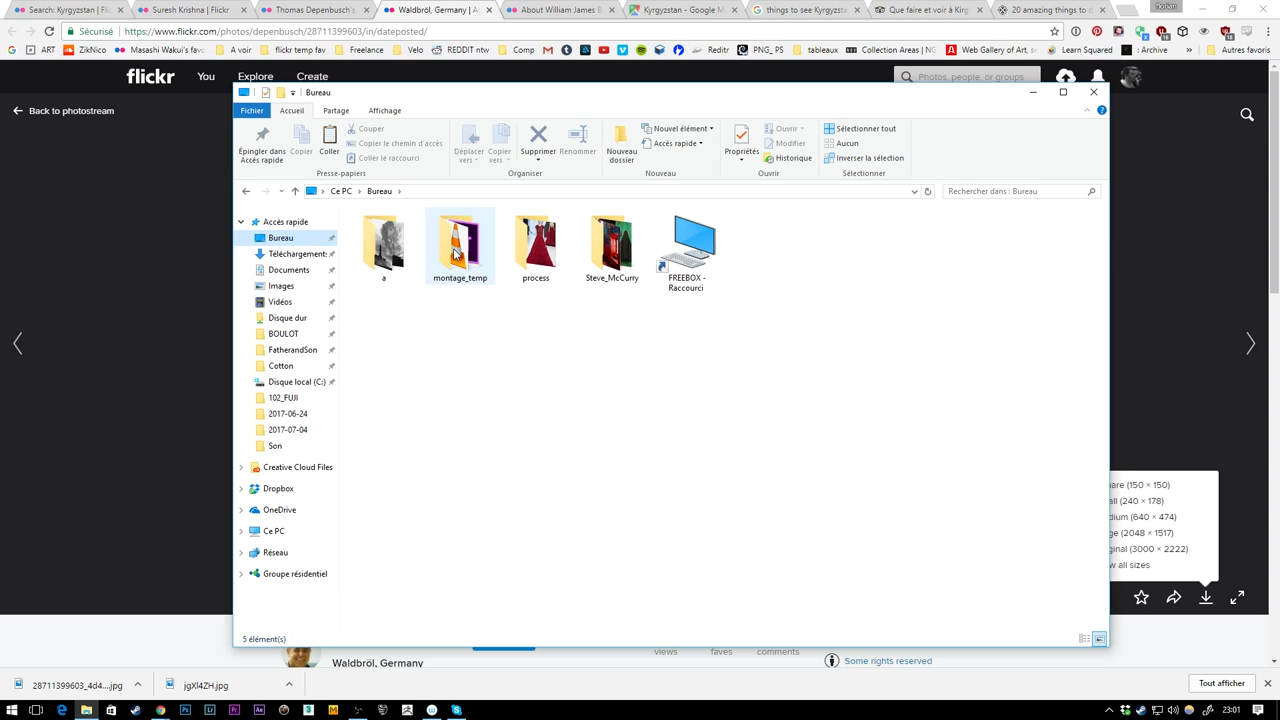 Search: Kyrgyzstan | Fli
Suresh Krishna | Flickr
Thomas Depenbusch's
Waldbröl, Germany | A
About William James B
Kyrgyzstan - Google M
things to see Kyrgyzsta
Que faire et voir à Kirg
20 amazing things to d
Sécurisé
https://www.flickr.com/photos/depenbusch/28711399603/in/dateposted/
ART
ZikNico
Masashi Wakui's favo
A voir
flickr temp fav
Freelance
Velo
REDDIT ntw
Comp
Reditr
PNG_ PS
tableaux
Collection Areas | NG
Web Gallery of Art, se
Learn Squared
: Archive
Autres favoris
flickr
You
Explore
Create
Photos, people, or groups
Back to photostream
Bureau
Fichier
Accueil
Partage
Affichage
Épingler dans
Accès rapide
Copier
Coller
Couper
Copier le chemin d'accès
Coller le raccourci
Presse-papiers
Déplacer
vers
Copier
vers
Supprimer
Renommer
Organiser
Nouveau
dossier
Nouvel élément
Accès rapide
Nouveau
Propriétés
Ouvrir
Modifier
Historique
Ouvrir
Sélectionner tout
Aucun
Inverser la sélection
Sélectionner
Ce PC
Bureau
Rechercher dans : Bureau
Accès rapide
Bureau
Téléchargement:
Documents
Images
Vidéos
Disque dur
BOULOT
FatherandSon
Cotton
Disque local (C:)
102_FUJI
2017-06-24
2017-07-04
Son
Creative Cloud Files
Dropbox
OneDrive
Ce PC
Réseau
Groupe résidentiel
a
montage_temp
process
Steve_McCurry
FREEBOX -
Raccourci
5 élément(s)
uare (150 × 150)
all (240 × 178)
dium (640 × 474)
ge (2048 × 1517)
ginal (3000 × 2222)
w all sizes
Waldbröl, Germany
views
faves
comments
Some rights reserved
28711399603_4d4....jpg
jgXl4ZH.jpg
Tout afficher
23:01